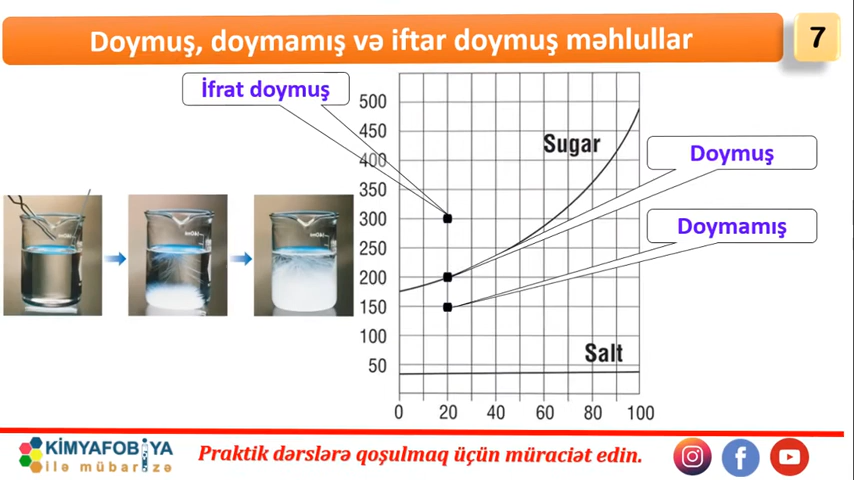 Doymuş, doymamış və iftar doymuş məhlullar
7
İfrat doymuş
500
450
400
350
300
250
200
150
100
50
Sugar
Doymuş
Doymamış
Salt
0 20 40 60 80 100
KİMYAFOBİYA
ilə mübarizə
Praktik dərslərə qoşulmaq üçün müraciət edin.